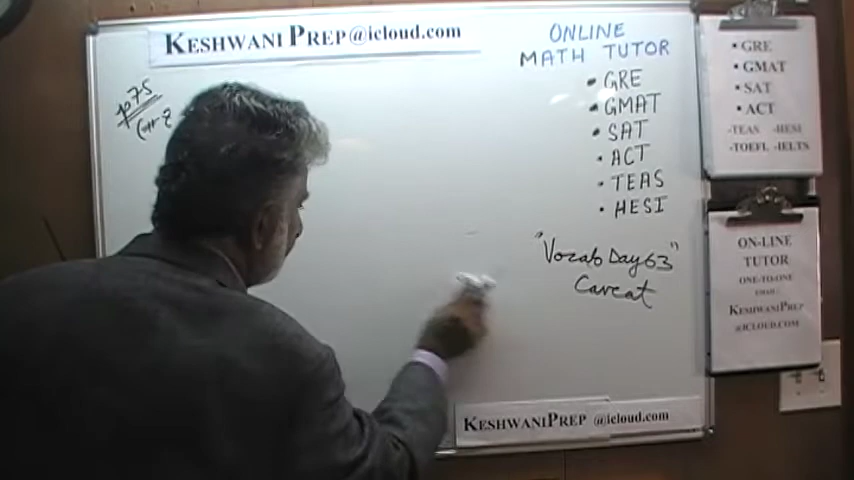 KESHWANI PREP@icloud.com
p 75
ONLINE
MATH TUTOR
• GRE
• GMAT
• SAT
• ACT
• TEAS
• HESI
"Vocab Day 63"
Caveat
KESHWANIPREP @icloud.com
• GRE
• GMAT
• SAT
• ACT
-TEAS -HESI
-TOEFL -IELTS
ON-LINE
TUTOR
ONE-TO-ONE
KESHWANIPREP
@ICLOUD.COM